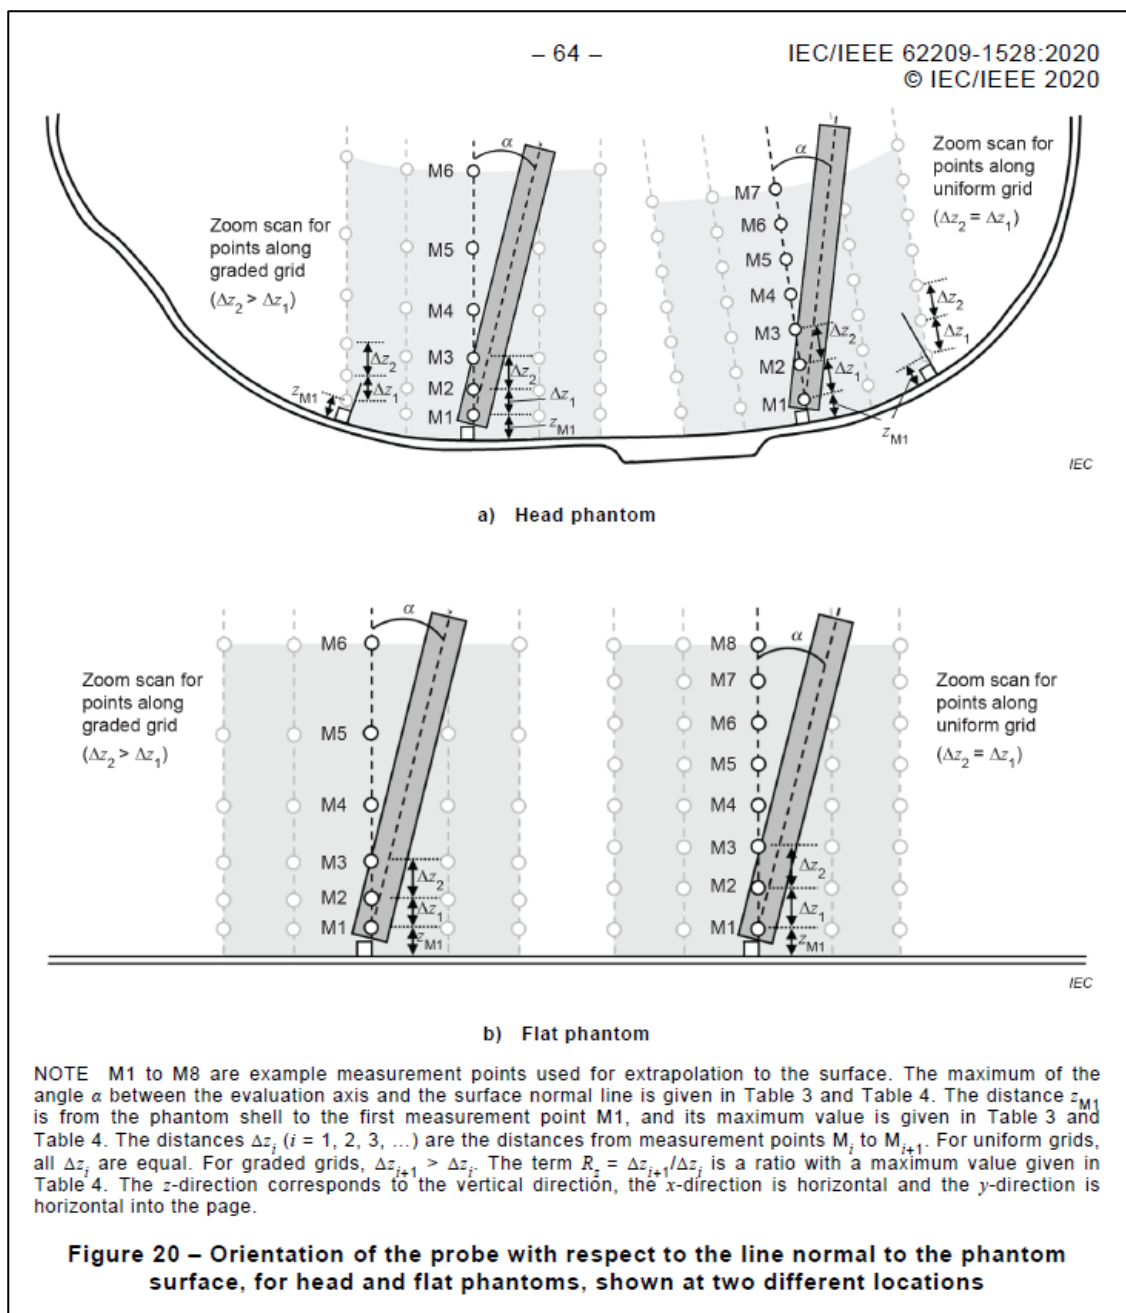 – 64 –
IEC/IEEE 62209-1528:2020
© IEC/IEEE 2020
α
M6
M5
M4
M3
M2
M1
Zoom scan for
points along
graded grid
(Δz2 > Δz1)
Δz2
Δz1
zM1
Δz2
Δz1
zM1
α
M7
M6
M5
M4
M3
M2
M1
Δz2
Δz1
zM1
Zoom scan for
points along
uniform grid
(Δz2 = Δz1)
Δz2
Δz1
IEC
a) Head phantom
α
M6
M5
M4
M3
M2
M1
Zoom scan for
points along
graded grid
(Δz2 > Δz1)
Δz2
Δz1
zM1
α
M8
M7
M6
M5
M4
M3
M2
M1
Δz2
Δz1
zM1
Zoom scan for
points along
uniform grid
(Δz2 = Δz1)
IEC
b) Flat phantom
NOTE M1 to M8 are example measurement points used for extrapolation to the surface. The maximum of the
angle α between the evaluation axis and the surface normal line is given in Table 3 and Table 4. The distance zM1
is from the phantom shell to the first measurement point M1, and its maximum value is given in Table 3 and
Table 4. The distances Δzi (i = 1, 2, 3, ...) are the distances from measurement points Mi to Mi+1. For uniform grids,
all Δzi are equal. For graded grids, Δzi+1 > Δzi. The term Rz = Δzi+1/Δzi is a ratio with a maximum value given in
Table 4. The z-direction corresponds to the vertical direction, the x-direction is horizontal and the y-direction is
horizontal into the page.
Figure 20 – Orientation of the probe with respect to the line normal to the phantom
surface, for head and flat phantoms, shown at two different locations